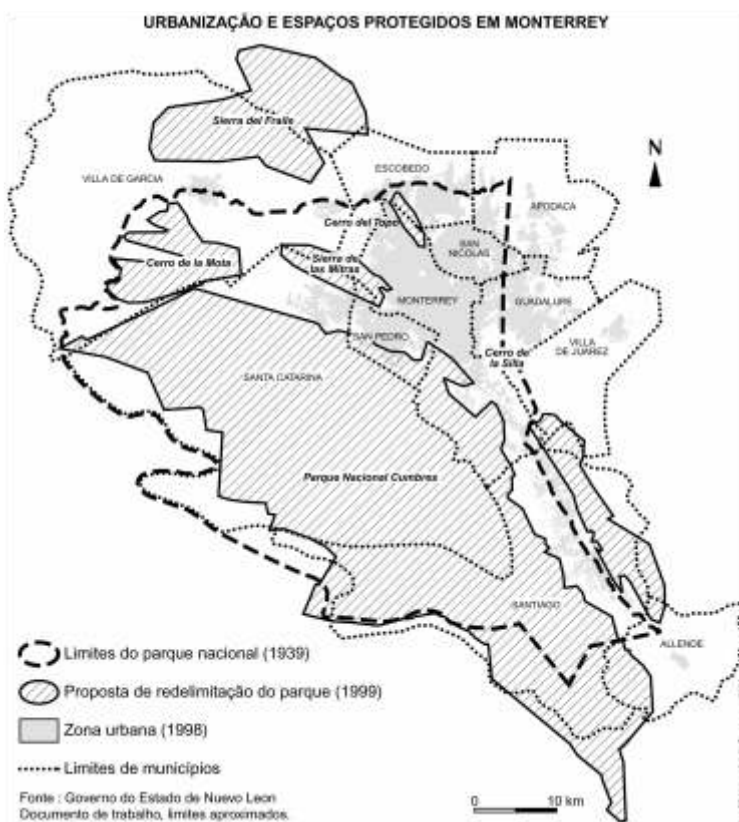 URBANIZAÇÃO E ESPAÇOS PROTEGIDOS EM MONTERREY
Sierra del Fraile
N
VILLA DE GARCIA
ESCOBEDO
APODACA
Cerro del Topo
SAN
NICOLAS
Cerro de la Mota
Sierra de
las Mitras
MONTERREY
GUADALUPE
SAN PEDRO
VILLA
DE JUAREZ
Cerro de
la Silla
SANTA CATARINA
Parque Nacional Cumbres
SANTIAGO
ALLENDE
Limites do parque nacional (1939)
Proposta de redelimitação do parque (1999)
Zona urbana (1998)
Limites de municípios
Fonte : Governo do Estado de Nuevo Leon
Documento de trabalho, limites aproximados.
0 10 km